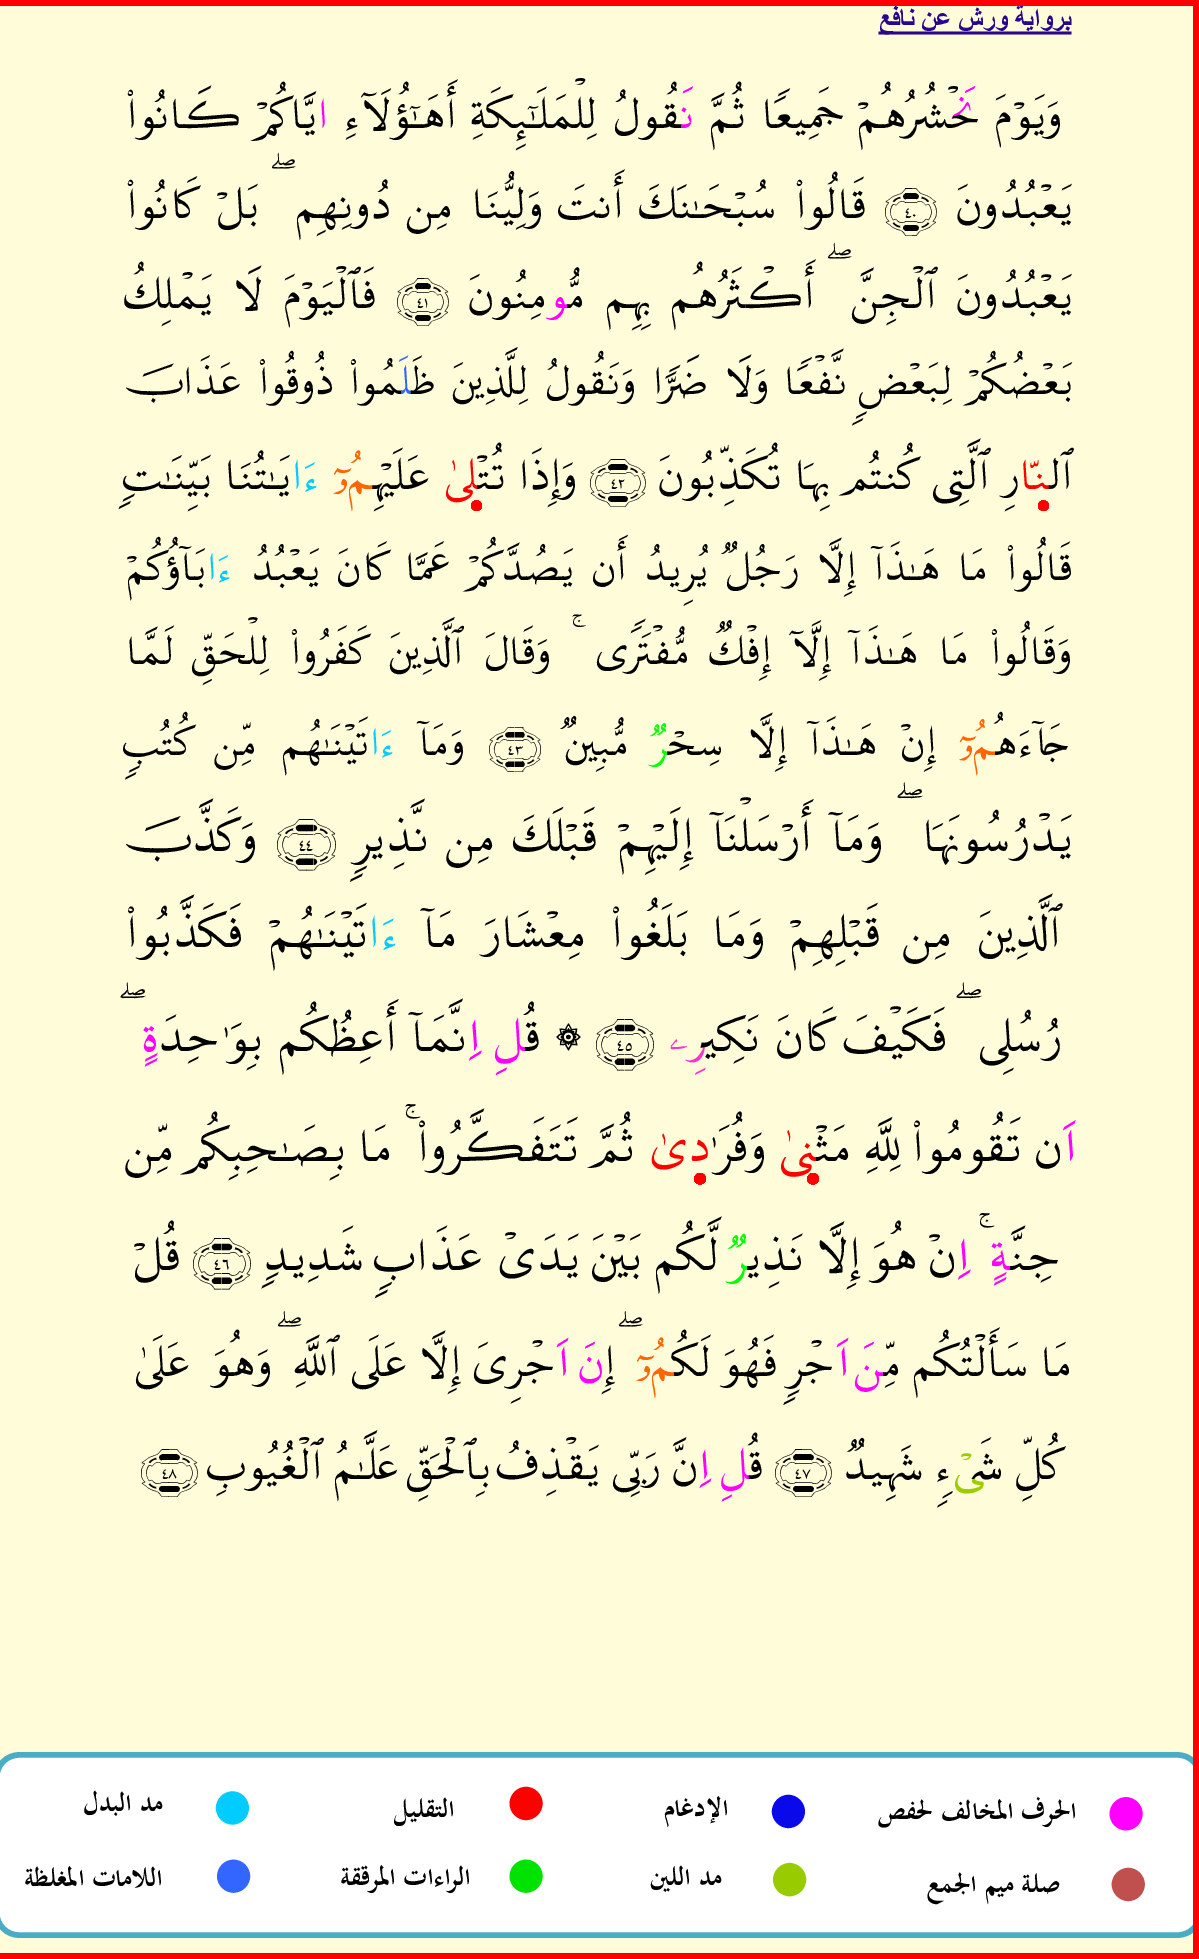 برواية ورش عن نافع
وَيَوْمَ نَحْشُرُهُمْ جَمِيعًا ثُمَّ نَقُولُ لِلْمَلَٰٓئِكَةِ أَهَٰٓؤُلَآءِ ايَّاكُمْ كَانُواْ
يَعْبُدُونَ ٤٠ قَالُواْ سُبْحَٰنَكَ أَنتَ وَلِيُّنَا مِن دُونِهِمۖ بَلْ كَانُواْ
يَعْبُدُونَ ٱلْجِنَّۖ أَكْثَرُهُم بِهِم مُّومِنُونَ ٤١ فَٱلْيَوْمَ لَا يَمْلِكُ
بَعْضُكُمْ لِبَعْضٍ نَّفْعًا وَلَا ضَرًّا وَنَقُولُ لِلَّذِينَ ظَلَمُواْ ذُوقُواْ عَذَابَ
ٱلنّارِ ٱلَّتِى كُنتُم بِهَا تُكَذِّبُونَ ٤٢ وَإِذَا تُتْلِىٰ عَلَيْهِمُوٓ ءَايَٰتُنَا بَيِّنَٰتٍ
قَالُواْ مَا هَٰذَآ إِلَّا رَجُلٌ يُرِيدُ أَن يَصُدَّكُمْ عَمَّا كَانَ يَعْبُدُ ءَابَآؤُكُمْ
وَقَالُواْ مَا هَٰذَآ إِلَّآ إِفْكٌ مُّفْتَرًى ۚ وَقَالَ ٱلَّذِينَ كَفَرُواْ لِلْحَقِّ لَمَّا
جَآءَهُمُوٓ إِنْ هَٰذَآ إِلَّا سِحْرٌ مُّبِينٌ ٤٣ وَمَآ ءَاتَيْنَٰهُم مِّن كُتُبٍ
يَدْرُسُونَهَاۖ وَمَآ أَرْسَلْنَآ إِلَيْهِمْ قَبْلَكَ مِن نَّذِيرٍ ٤٤ وَكَذَّبَ
ٱلَّذِينَ مِن قَبْلِهِمْ وَمَا بَلَغُواْ مِعْشَارَ مَآ ءَاتَيْنَٰهُمْ فَكَذَّبُواْ
رُسُلِىۖ فَكَيْفَ كَانَ نَكِيرِے ٤٥ ۞ قُلِ اِنَّمَآ أَعِظُكُم بِوَٰحِدَةٍۖ
اَن تَقُومُواْ لِلَّهِ مَثْنِىٰ وَفُرَٰدِىٰ ثُمَّ تَتَفَكَّرُواْۚ مَا بِصَٰحِبِكُم مِّن
جِنَّةٍۚ اِنْ هُوَ إِلَّا نَذِيرٌ لَّكُم بَيْنَ يَدَىْ عَذَابٍ شَدِيدٍ ٤٦ قُلْ
مَا سَأَلْتُكُم مِّنَ اَجْرٍ فَهُوَ لَكُمُوٓۖ إِنَ اَجْرِىَ إِلَّا عَلَى ٱللَّهِۖ وَهُوَ عَلَىٰ
كُلِّ شَىْءٍ شَهِيدٌ ٤٧ قُلِ اِنَّ رَبِّى يَقْذِفُ بِٱلْحَقِّ عَلَّٰمُ ٱلْغُيُوبِ ٤٨
الحرف المخالف لحفص الإدغام التقليل مد البدل
صلة ميم الجمع مد اللين الراءات المرققة اللامات المغلظة